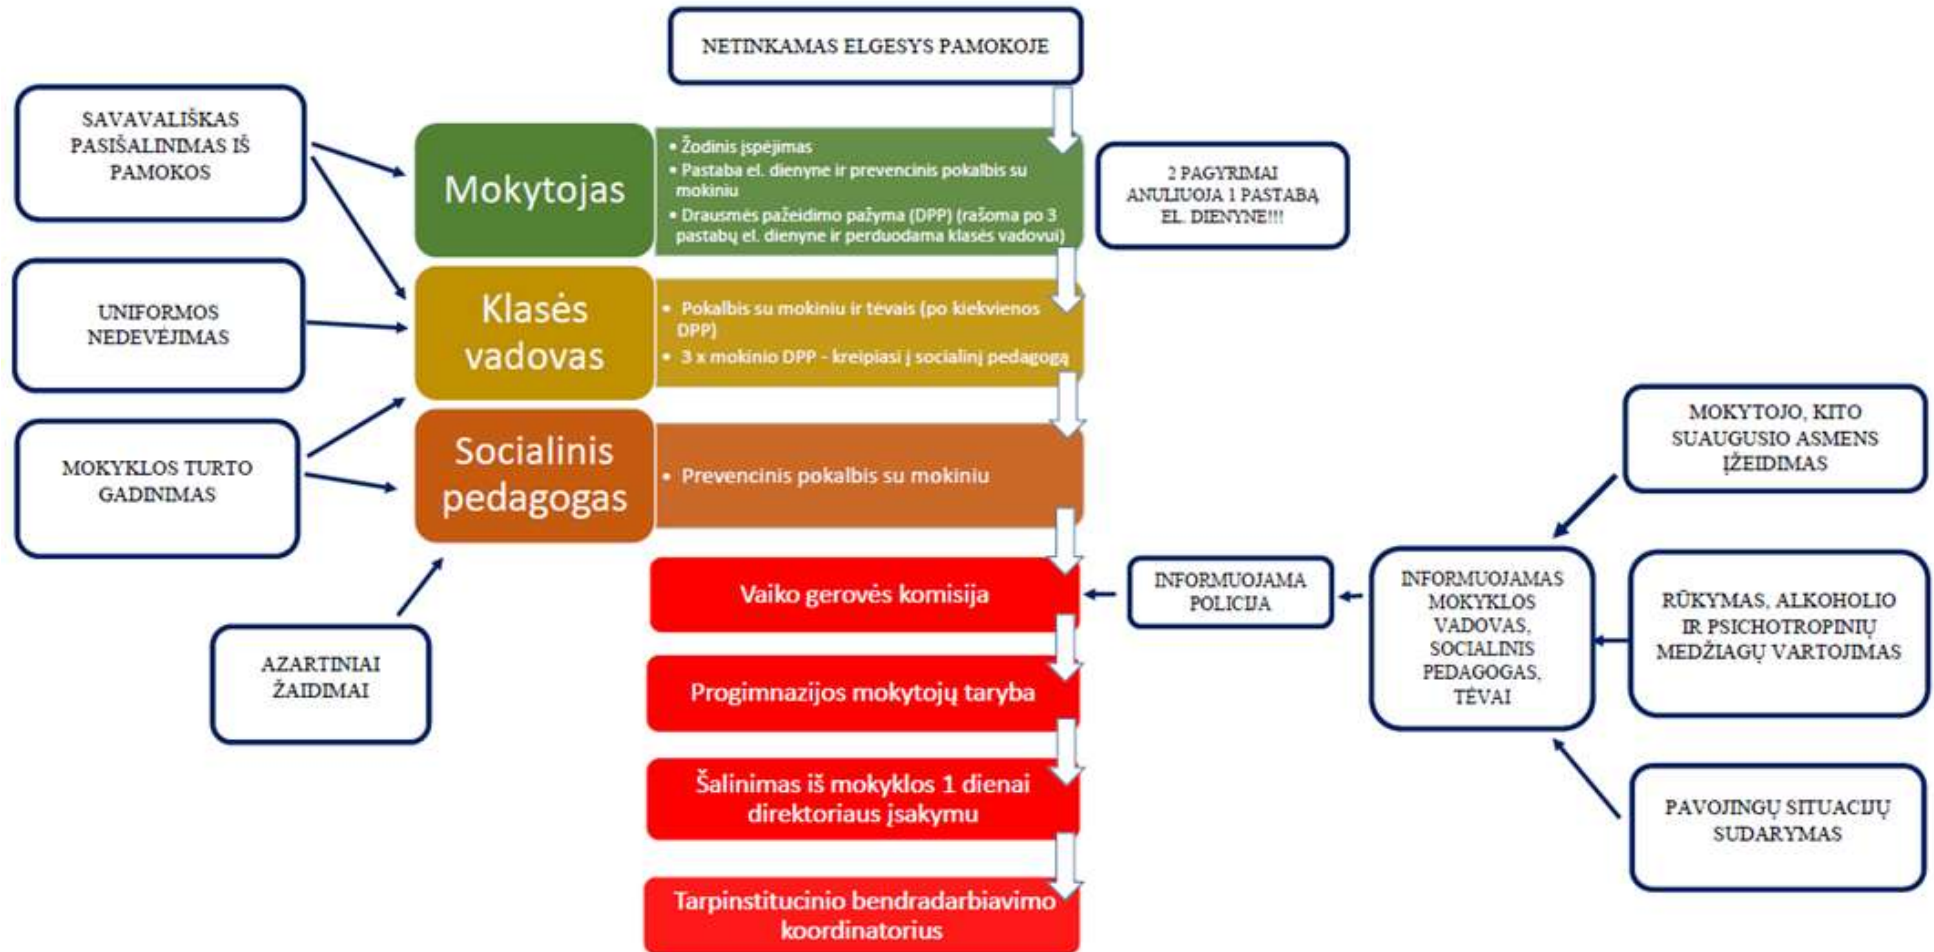 NETINKAMAS ELGESYS PAMOKOJE
SAVAVALIŠKAS
PASIŠALINIMAS IŠ
PAMOKOS
Mokytojas
• Žodinis įspėjimas
• Pastaba el. dienyne ir prevencinis pokalbis su
mokiniu
• Drausmės pažeidimo pažyma (DPP) (rašoma po 3
pastabų el. dienyne ir perduodama klasės vadovui)
2 PAGYRIMAI
ANULIUOJA 1 PASTABĄ
EL. DIENYNE!!!
UNIFORMOS
NEDEVĖJIMAS
Klasės
vadovas
• Pokalbis su mokiniu ir tėvais (po kiekvienos
DPP)
• 3 x mokinio DPP - kreipiasi į socialinį pedagogą
MOKYKLOS TURTO
GADINIMAS
Socialinis
pedagogas
• Prevencinis pokalbis su mokiniu
AZARTINIAI
ŽAIDIMAI
Vaiko gerovės komisija
Progimnazijos mokytojų taryba
Šalinimas iš mokyklos 1 dienai
direktoriaus įsakymu
Tarpinstitucinio bendradarbiavimo
koordinatorius
INFORMUOJAMA
POLICIJA
INFORMUOJAMAS
MOKYKLOS
VADOVAS,
SOCIALINIS
PEDAGOGAS,
TĖVAI
MOKYTOJO, KITO
SUAUGUSIO ASMENS
ĮŽEIDIMAS
RŪKYMAS, ALKOHOLIO
IR PSICHOTROPINIŲ
MEDŽIAGŲ VARTOJIMAS
PAVOJINGŲ SITUACIJŲ
SUDARYMAS